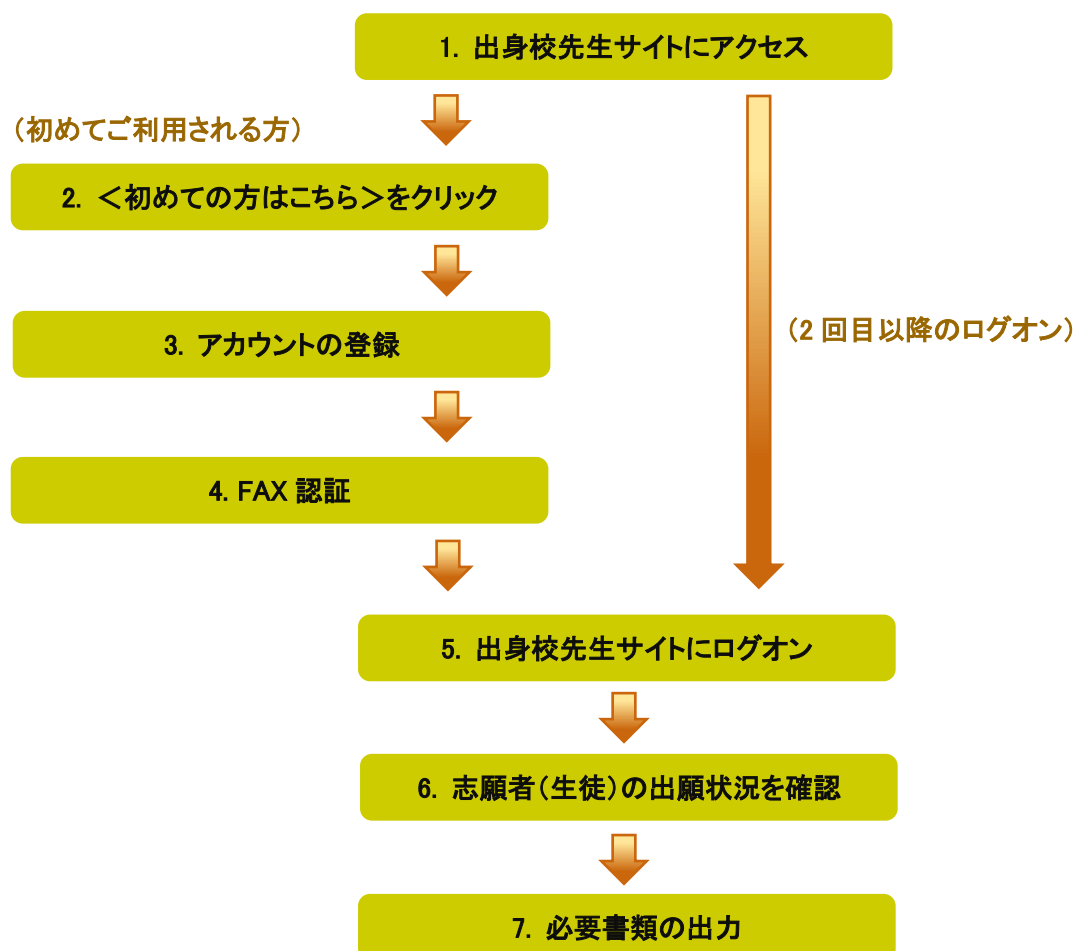 1. 出身校先生サイトにアクセス
（初めてご利用される方）
2. ＜初めての方はこちら＞をクリック
3. アカウントの登録
（2 回目以降のログオン）
4. FAX 認証
5. 出身校先生サイトにログオン
6. 志願者（生徒）の出願状況を確認
7. 必要書類の出力